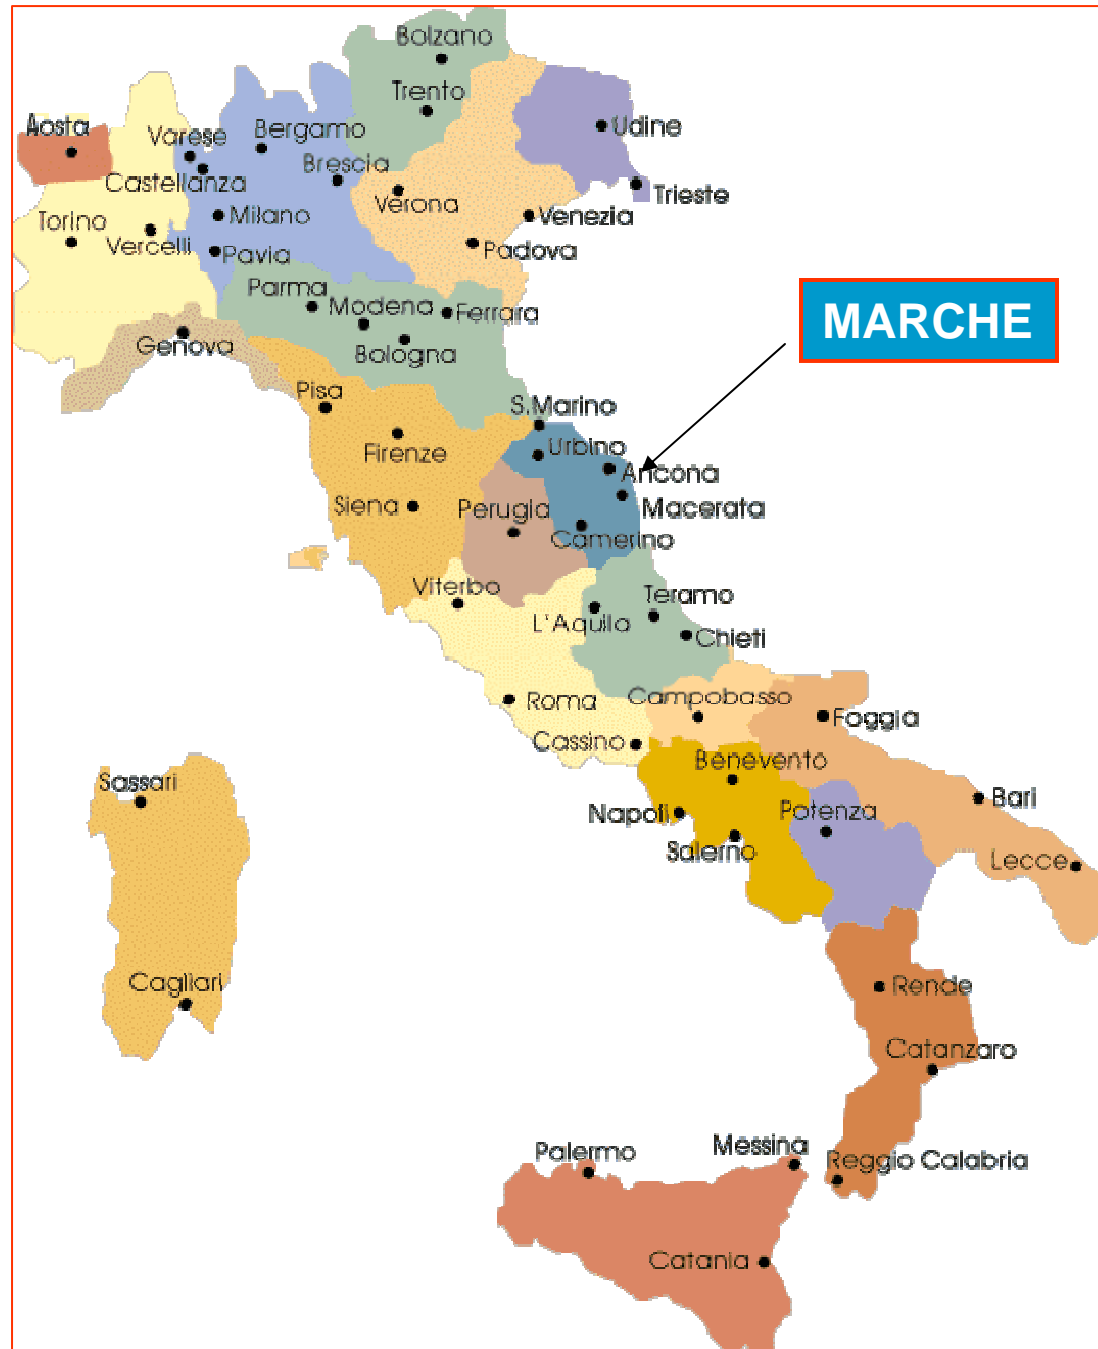 Bolzano
Trento
Aosta
Varese
Bergamo
Udine
Brescia
Castellanza
Verona
Trieste
Torino
Milano
Venezia
Vercelli
Pavia
Padova
Parma
Modena
Ferrara
MARCHE
Genova
Bologna
Pisa
S.Marino
Firenze
Urbino
Ancona
Siena
Perugia
Macerata
Camerino
Viterbo
Teramo
L'Aquila
Chieti
Roma
Campobasso
Foggia
Cassino
Benevento
Sassari
Napoli
Potenza
Bari
Salerno
Lecce
Cagliari
Rende
Catanzaro
Messina
Palermo
Reggio Calabria
Catania